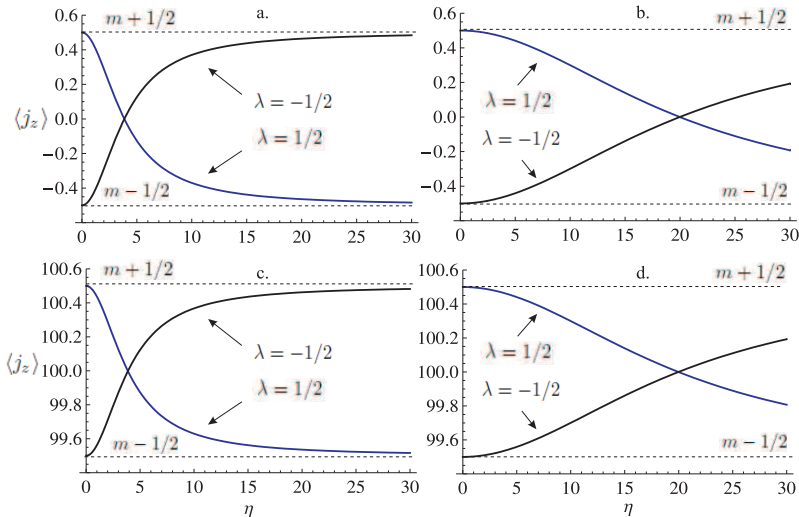 a.
m + 1/2
0.6
0.4
0.2
0.0
−0.2
−0.4
⟨j_z⟩
λ = −1/2
λ = 1/2
m − 1/2
0 5 10 15 20 25 30
η
b.
m + 1/2
0.6
0.4
0.2
0.0
−0.2
−0.4
λ = 1/2
λ = −1/2
m − 1/2
0 5 10 15 20 25 30
η
c.
m + 1/2
100.6
100.4
100.2
100.0
99.8
99.6
⟨j_z⟩
λ = −1/2
λ = 1/2
m − 1/2
0 5 10 15 20 25 30
η
d.
m + 1/2
100.6
100.4
100.2
100.0
99.8
99.6
λ = 1/2
λ = −1/2
m − 1/2
0 5 10 15 20 25 30
η